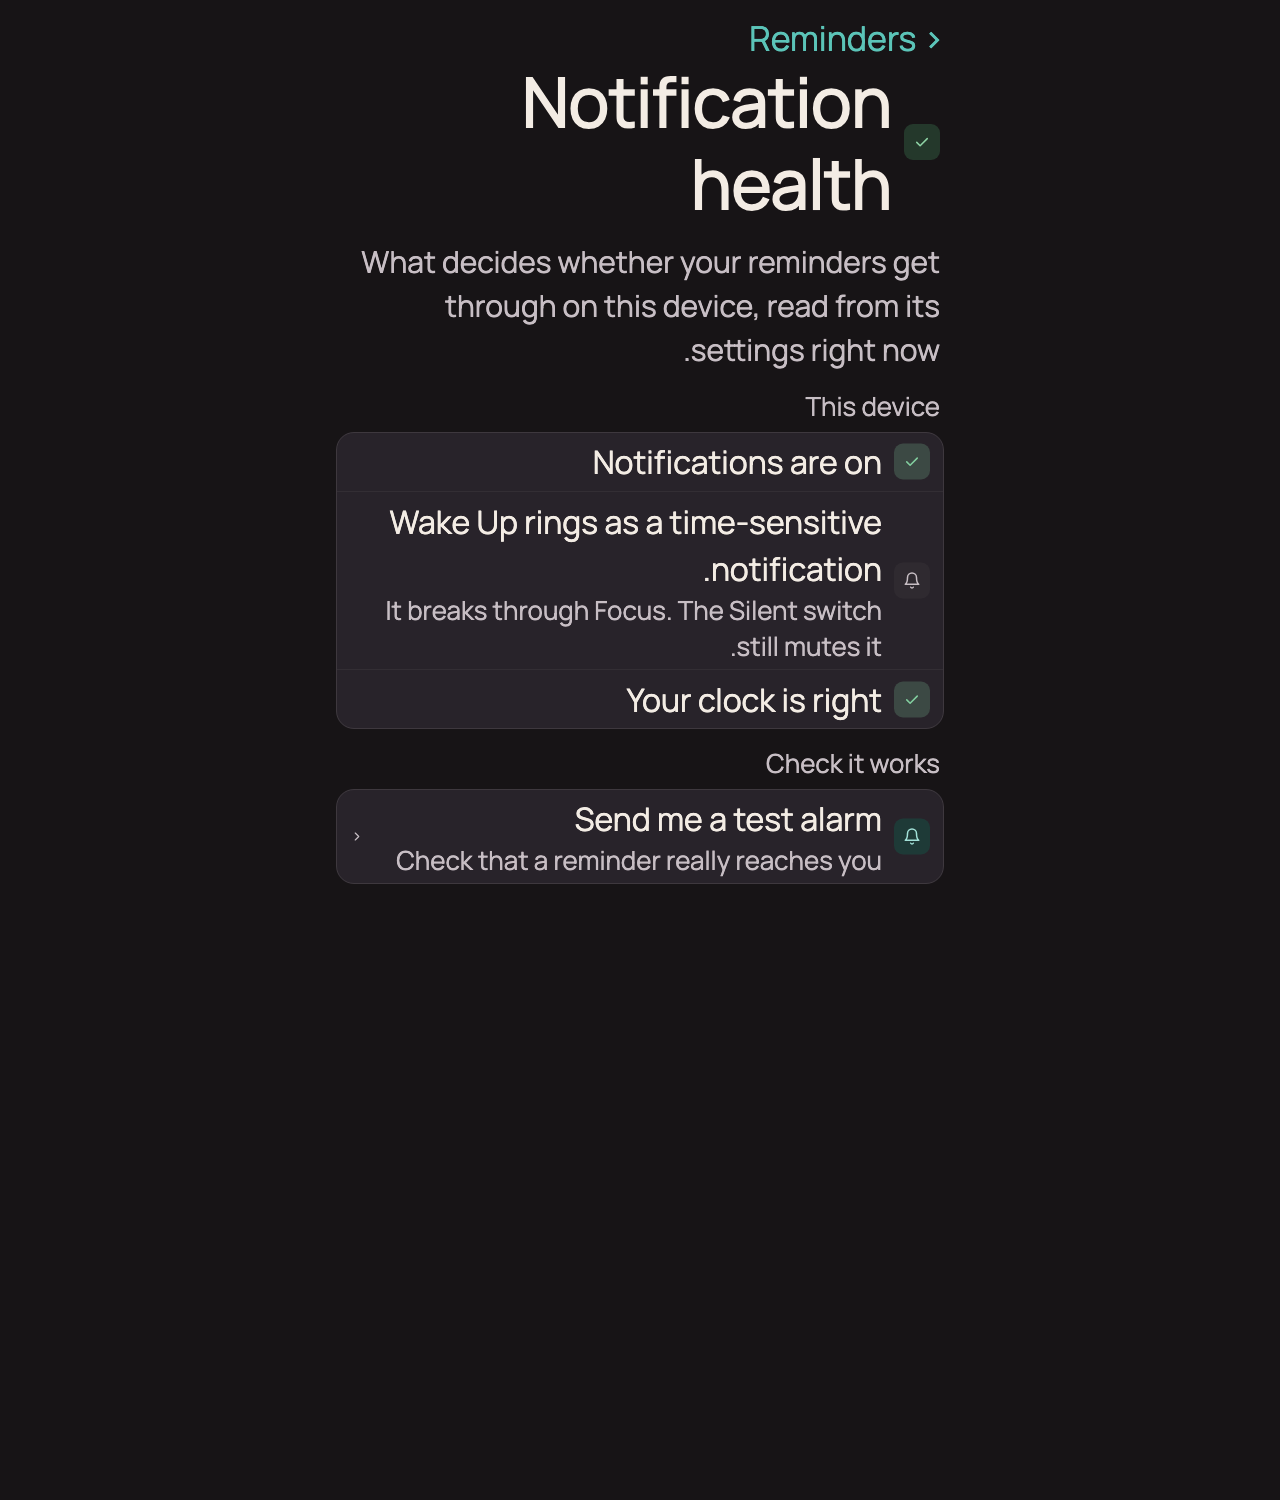 Reminders
Notification
health
What decides whether your reminders get
through on this device, read from its
.settings right now
This device
Notifications are on
Wake Up rings as a time-sensitive
.notification
It breaks through Focus. The Silent switch
.still mutes it
Your clock is right
Check it works
Send me a test alarm
Check that a reminder really reaches you